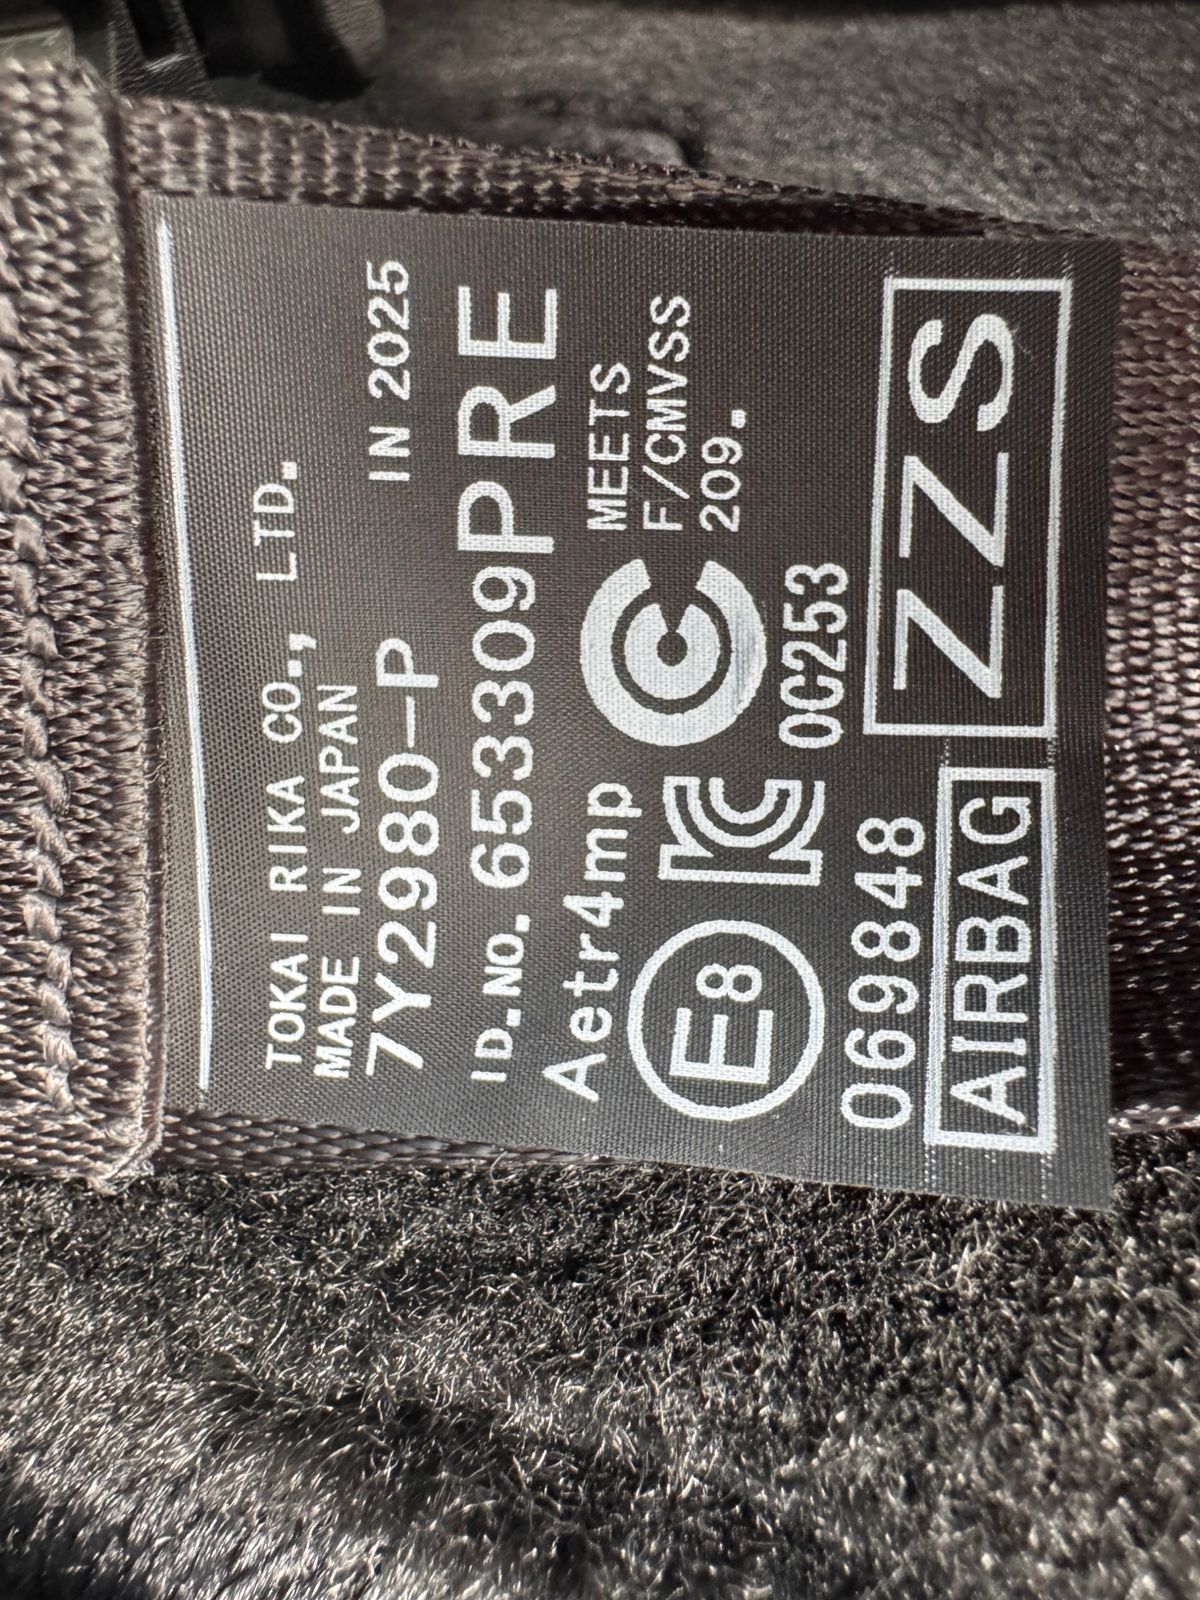 TOKAI RIKA CO., LTD.
MADE IN JAPAN
7Y2980-P IN 2025
ID.NO. 653309PRE
Aetr4mp
MEETS
F/CMVSS
209.
E8
KC
C
0C253
069848
AIRBAG
ZZS